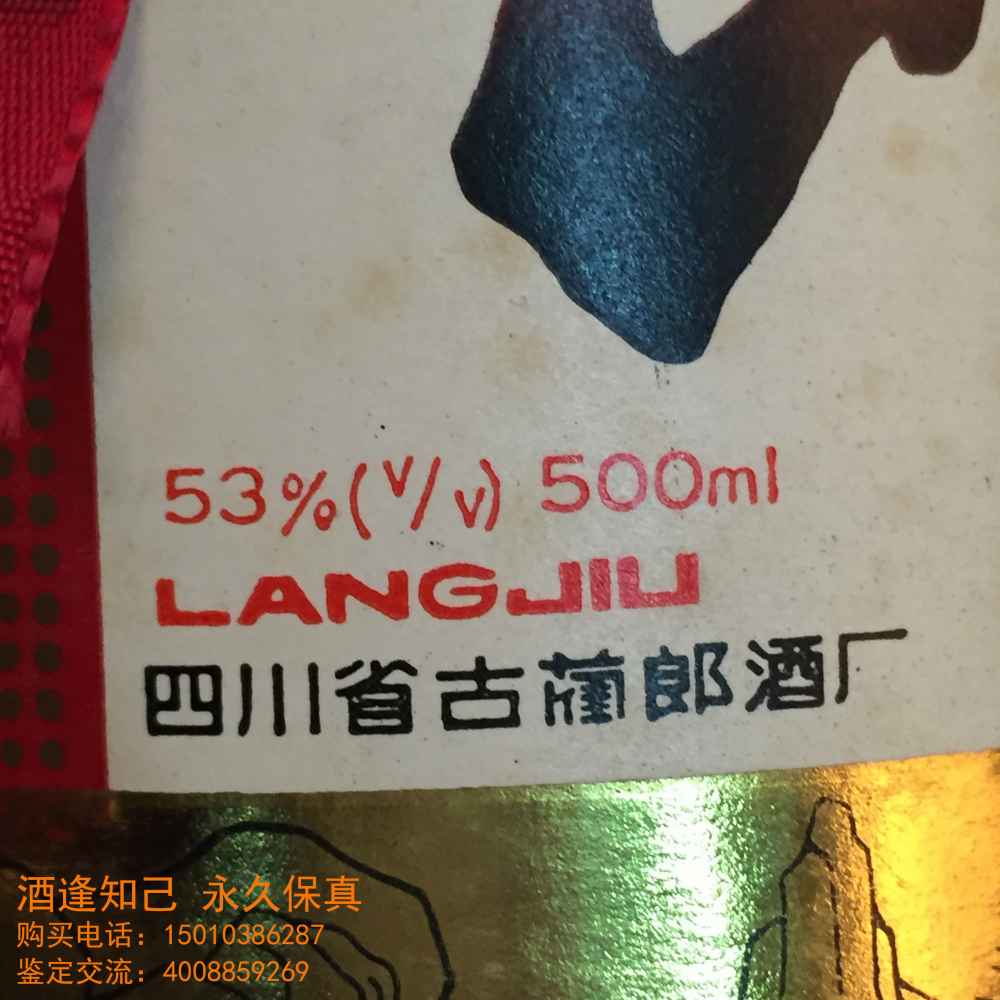 53%(V/V) 500ml
LANGJIU
四川省古蔺郎酒厂
酒逢知己 永久保真
购买电话：15010386287
鉴定交流：4008859269